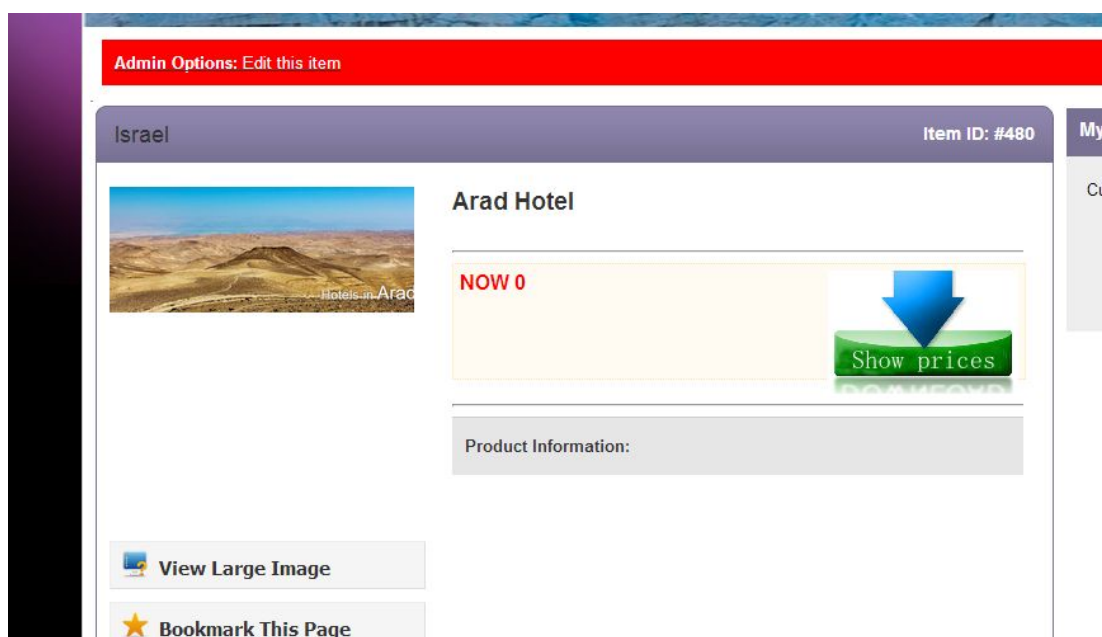 Admin Options: Edit this item
Israel
Item ID: #480
My
Arad Hotel
Hotels in Arad
NOW 0
Show prices
Product Information:
View Large Image
Bookmark This Page